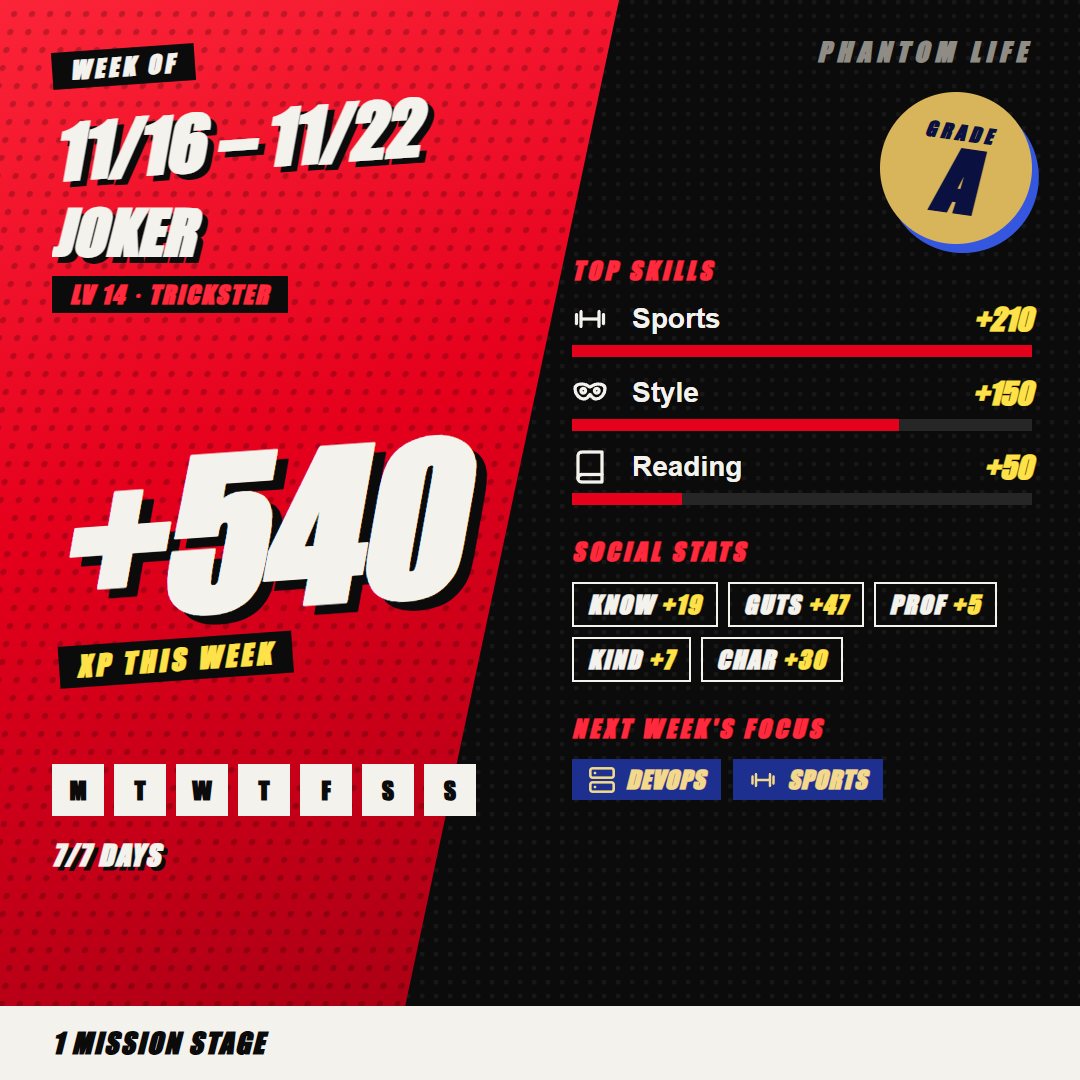 WEEK OF
11/16 – 11/22
JOKER
LV 14 · TRICKSTER
+540
XP THIS WEEK
M T W T F S S
7/7 DAYS
PHANTOM LIFE
GRADE
A
TOP SKILLS
Sports +210
Style +150
Reading +50
SOCIAL STATS
KNOW +19 GUTS +47 PROF +5
KIND +7 CHAR +30
NEXT WEEK'S FOCUS
DEVOPS SPORTS
1 MISSION STAGE